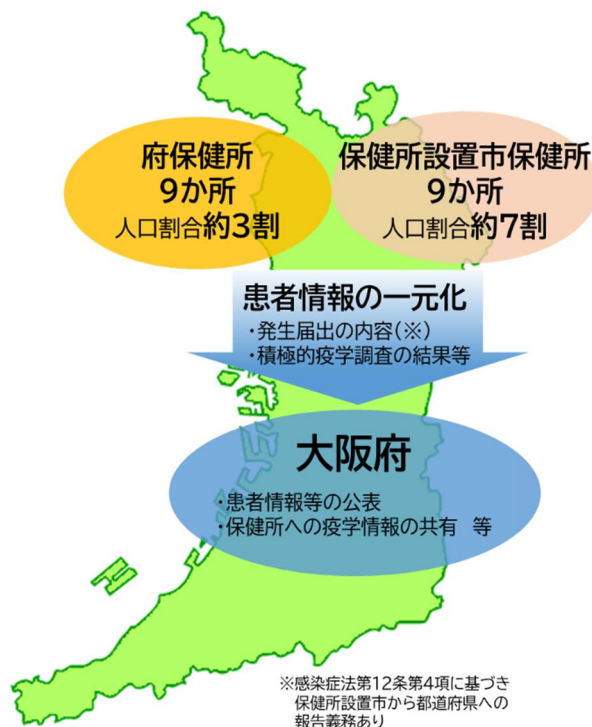 府保健所
9か所
人口割合約3割
保健所設置市保健所
9か所
人口割合約7割
患者情報の一元化
・発生届出の内容(※)
・積極的疫学調査の結果等
大阪府
・患者情報等の公表
・保健所への疫学情報の共有 等
※感染症法第12条第4項に基づき
保健所設置市から都道府県への
報告義務あり